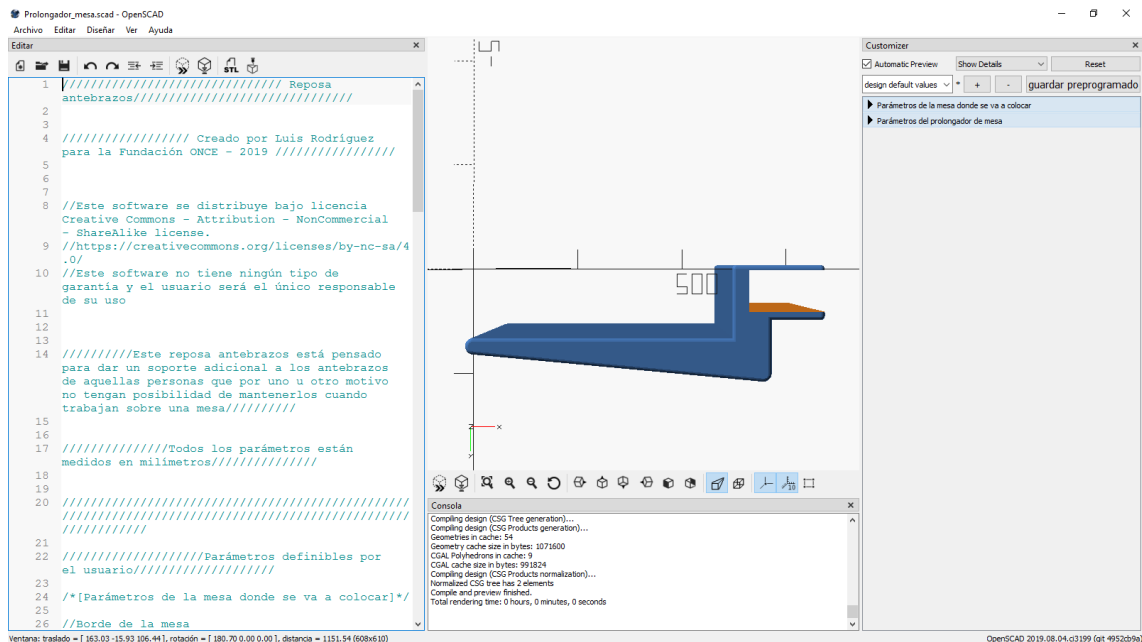 Prolongador_mesa.scad - OpenSCAD
Archivo Editar Diseñar Ver Ayuda
Editar
STL
1 /////////////////////////////// Reposa
antebrazos///////////////////////////////
2
3
4 ////////////////// Creado por Luis Rodríguez
para la Fundación ONCE - 2019 /////////////////
5
6
7
8 //Este software se distribuye bajo licencia
Creative Commons - Attribution - NonCommercial
- ShareAlike license.
9 //https://creativecommons.org/licenses/by-nc-sa/4
.0/
10 //Este software no tiene ningún tipo de
garantía y el usuario será el único responsable
de su uso
11
12
13
14 //////////Este reposa antebrazos está pensado
para dar un soporte adicional a los antebrazos
de aquellas personas que por uno u otro motivo
no tengan posibilidad de mantenerlos cuando
trabajan sobre una mesa//////////
15
16
17 ///////////////Todos los parámetros están
medidos en milímetros///////////////
18
19
20 /////////////////////////////////////////////////
/////////////////////////////////////////////////
////////////
21
22 ////////////////////Parámetros definibles por
el usuario////////////////////
23
24 /*[Parámetros de la mesa donde se va a colocar]*/
25
26 //Borde de la mesa
500
z
x
y
10
Consola
Compiling design (CSG Tree generation)...
Compiling design (CSG Products generation)...
Geometries in cache: 54
Geometry cache size in bytes: 1071600
CGAL Polyhedrons in cache: 9
CGAL cache size in bytes: 991824
Compiling design (CSG Products normalization)...
Normalized CSG tree has 2 elements
Compile and preview finished.
Total rendering time: 0 hours, 0 minutes, 0 seconds
Customizer
Automatic Preview Show Details Reset
design default values * + - guardar preprogramado
Parámetros de la mesa donde se va a colocar
Parámetros del prolongador de mesa
Ventana: traslado = [ 163.03 -15.93 106.44 ], rotación = [ 180.70 0.00 0.00 ], distancia = 1151.54 (608x610)
OpenSCAD 2019.08.04.ci3199 (git 4952cb9a)